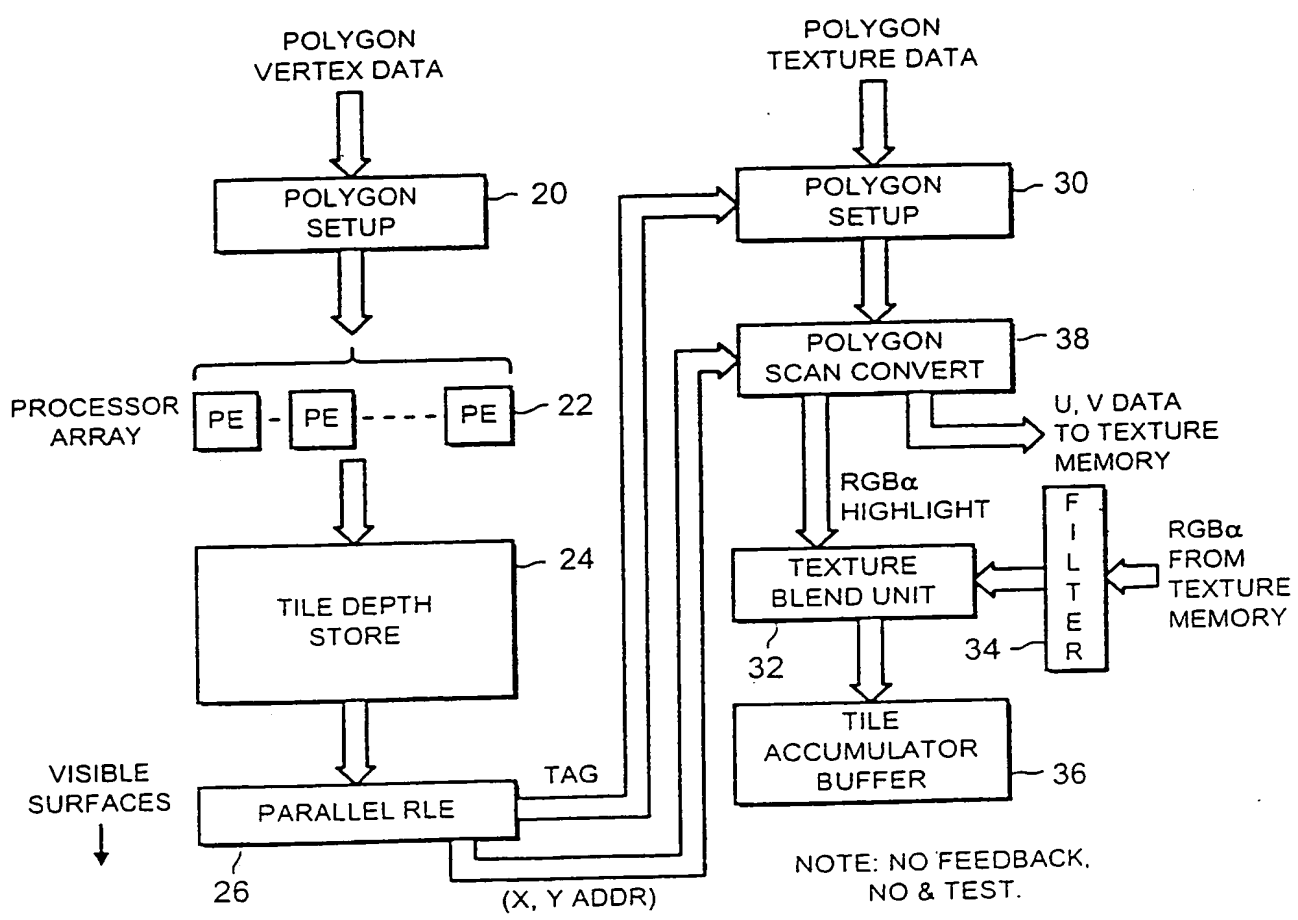 POLYGON
VERTEX DATA
POLYGON
TEXTURE DATA
POLYGON
SETUP
20
POLYGON
SETUP
30
POLYGON
SCAN CONVERT
38
PROCESSOR
ARRAY
PE
PE
PE
22
U, V DATA
TO TEXTURE
MEMORY
RGBα
HIGHLIGHT
TILE DEPTH
STORE
24
TEXTURE
BLEND UNIT
32
FILTER
34
RGBα
FROM
TEXTURE
MEMORY
TILE
ACCUMULATOR
BUFFER
36
VISIBLE
SURFACES
PARALLEL RLE
26
TAG
(X, Y ADDR)
NOTE: NO FEEDBACK,
NO & TEST.